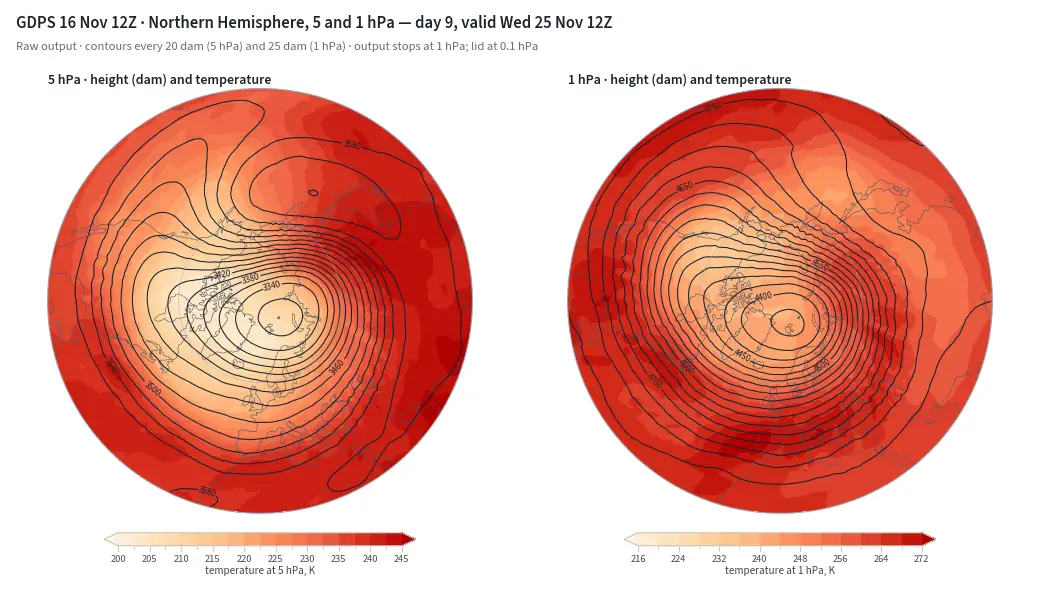 GDPS 16 Nov 12Z · Northern Hemisphere, 5 and 1 hPa — day 9, valid Wed 25 Nov 12Z
Raw output · contours every 20 dam (5 hPa) and 25 dam (1 hPa) · output stops at 1 hPa; lid at 0.1 hPa
5 hPa · height (dam) and temperature
1 hPa · height (dam) and temperature
3580
4650
3420
3380
3340
4400
4450
3460
3500
3580
200 205 210 215 220 225 230 235 240 245
temperature at 5 hPa, K
216 224 232 240 248 256 264 272
temperature at 1 hPa, K